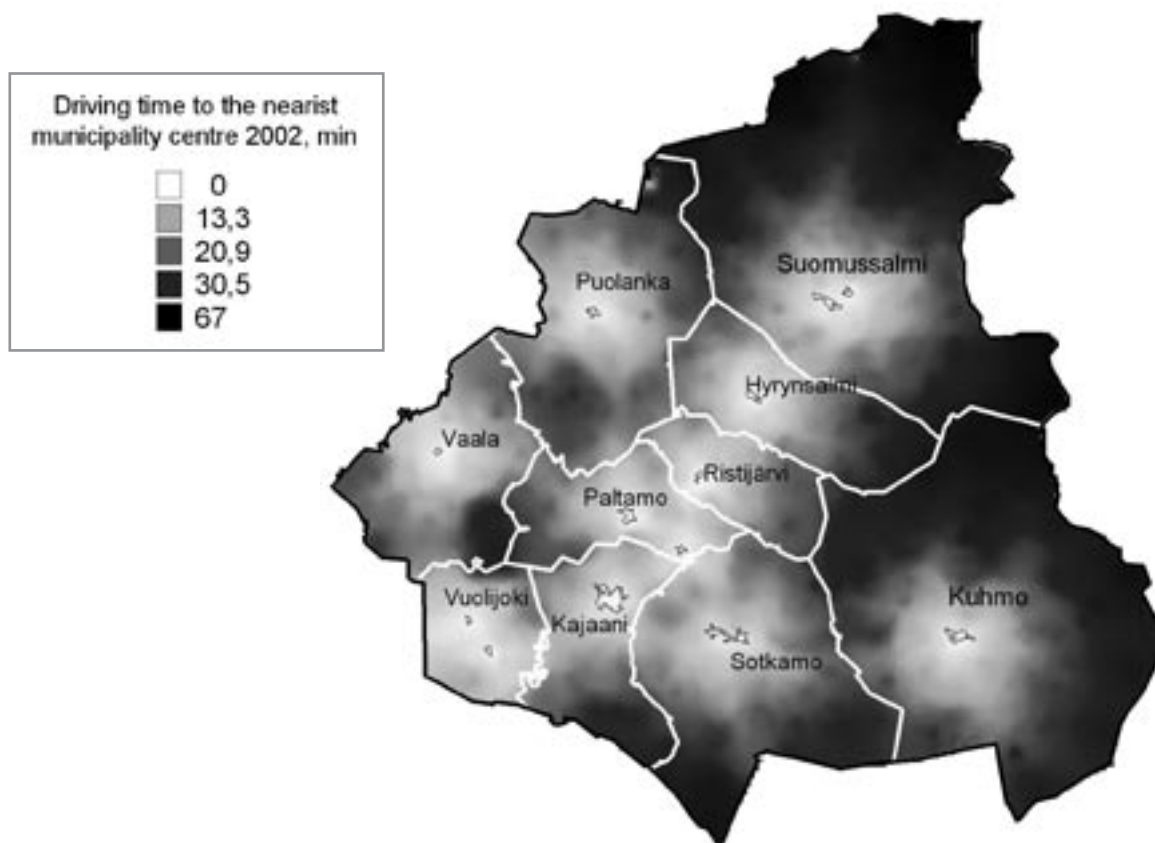 Driving time to the nearist
municipality centre 2002, min
0
13,3
20,9
30,5
67
Suomussalmi
Puolanka
Hyrynsalmi
Vaala
Ristijärvi
Paltamo
Vuolijoki
Kajaani
Kuhmo
Sotkamo